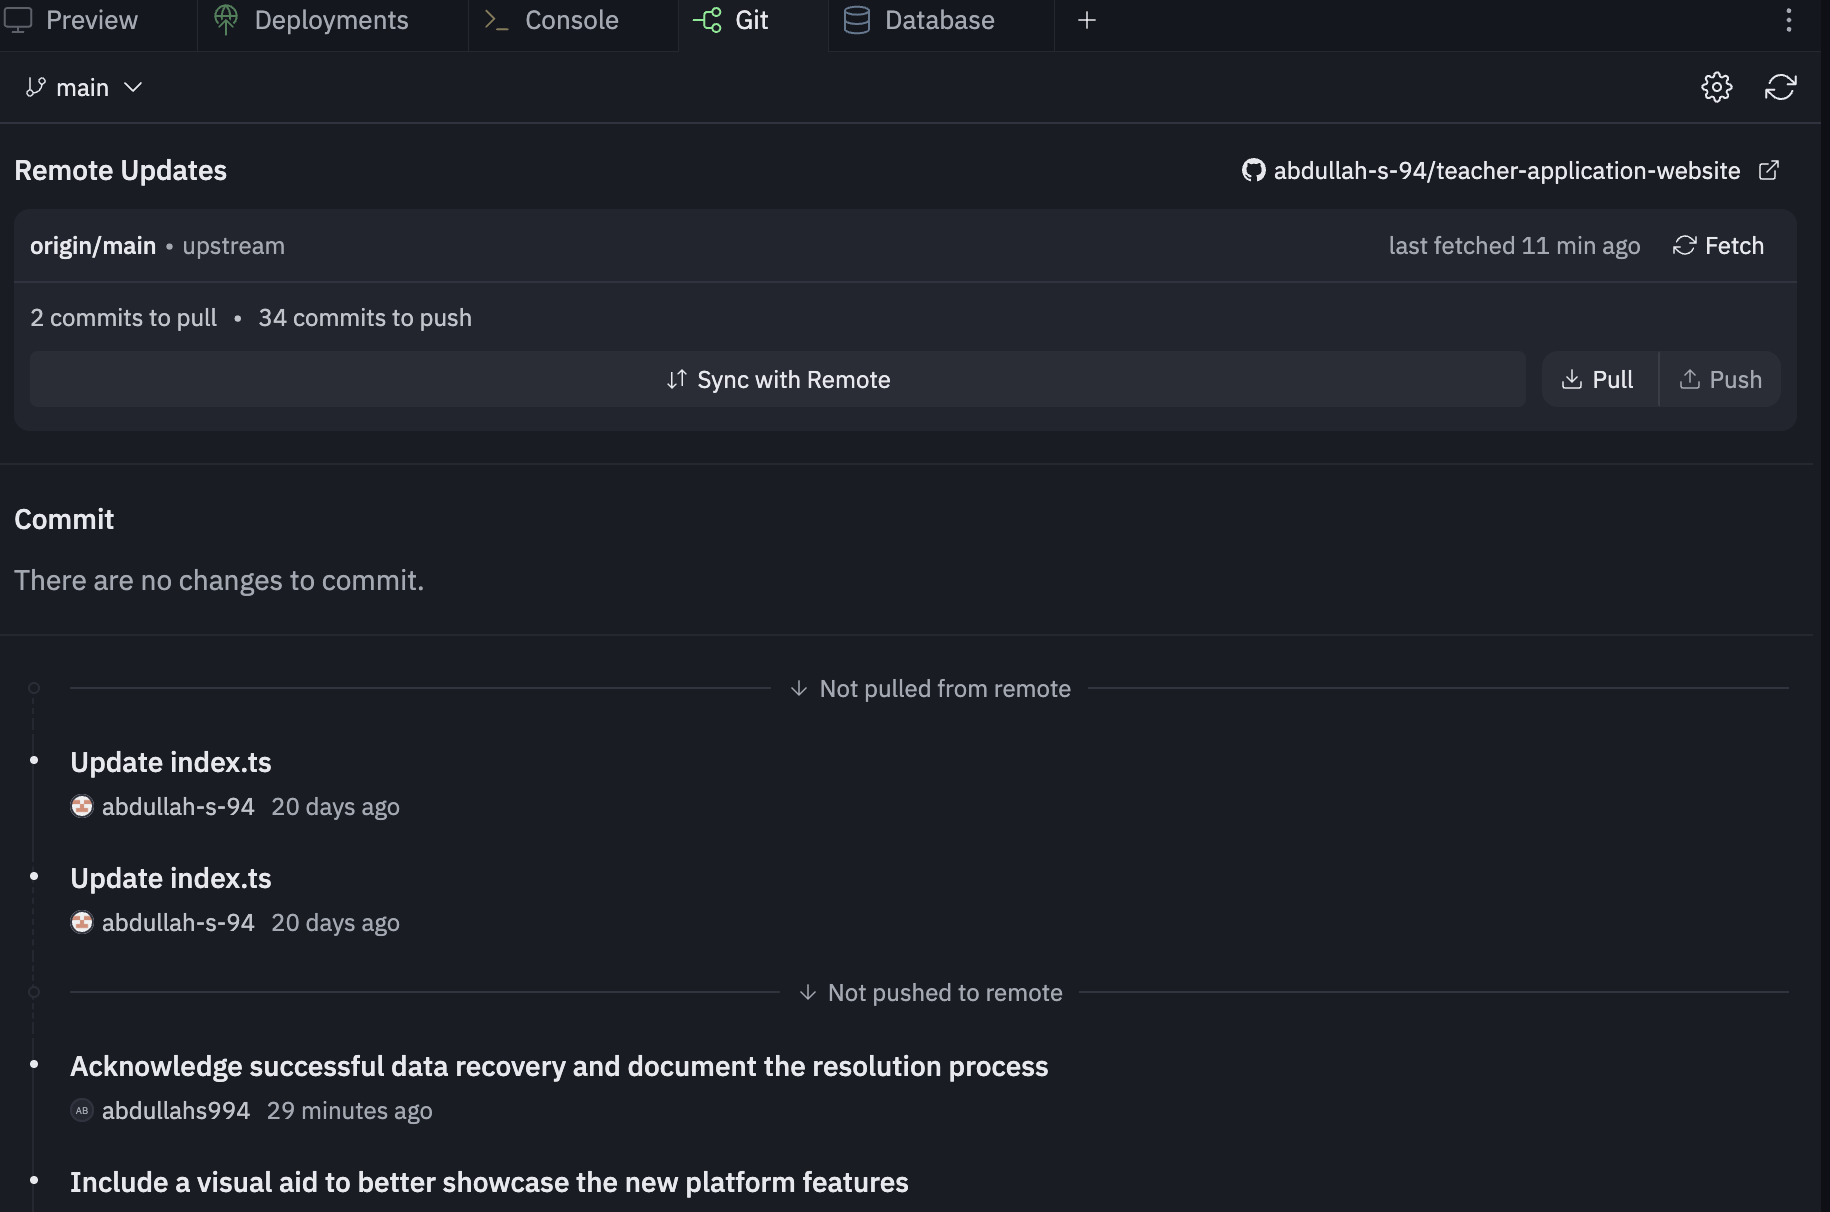 Preview
Deployments
Console
Git
Database
main
Remote Updates
abdullah-s-94/teacher-application-website
origin/main • upstream
last fetched 11 min ago
Fetch
2 commits to pull • 34 commits to push
Sync with Remote
Pull
Push
Commit
There are no changes to commit.
Not pulled from remote
Update index.ts
abdullah-s-94 20 days ago
Update index.ts
abdullah-s-94 20 days ago
Not pushed to remote
Acknowledge successful data recovery and document the resolution process
AB abdullahs994 29 minutes ago
Include a visual aid to better showcase the new platform features